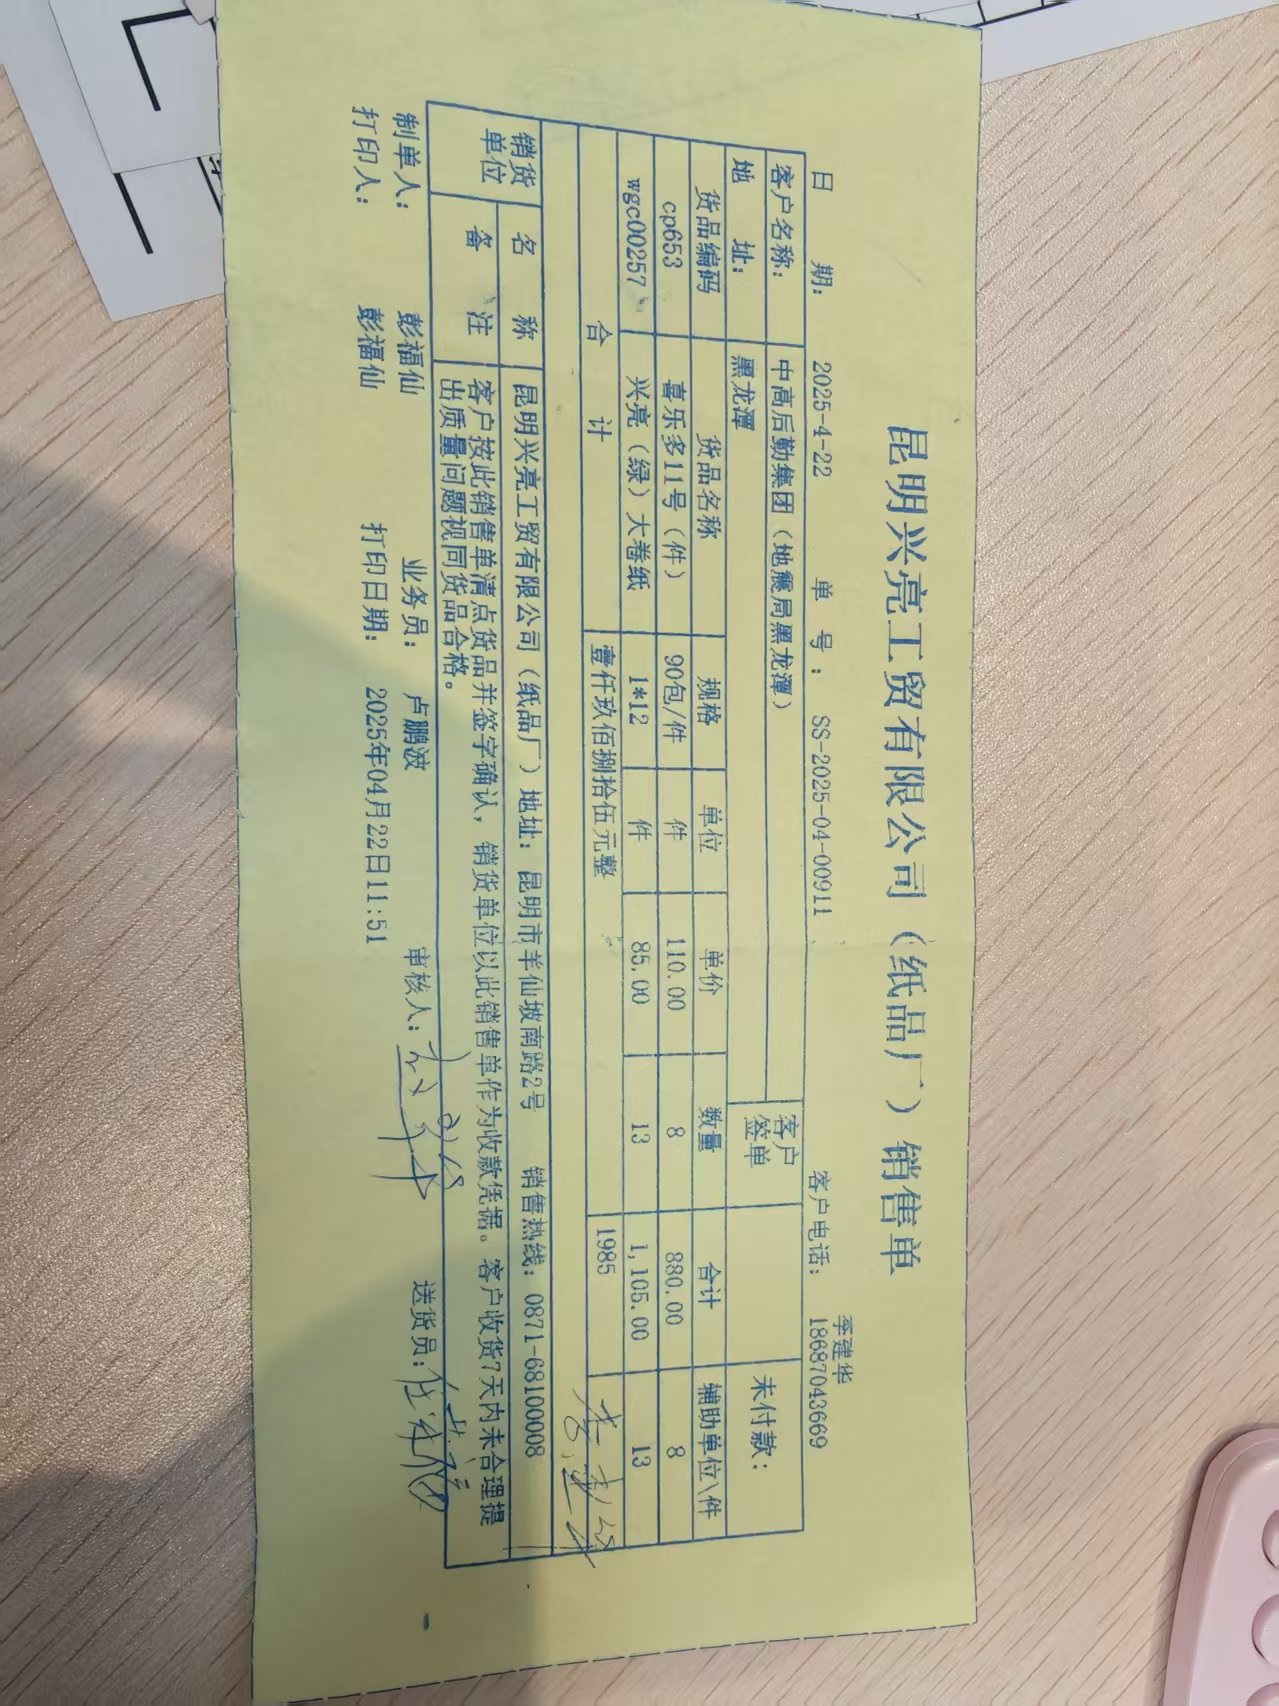 昆明兴亮工贸有限公司（纸品厂）销售单
日 期： 2025-4-22 单 号： SS-2025-04-00911 客户电话： 李建华 18687043669
客户名称： 中高后勤集团（地震局黑龙潭） 客户签单 未付款：
地 址： 黑龙潭
货品编码 货品名称 规格 单位 单价 数量 合计 辅助单位\件
cp653 喜乐多11号（件） 90包/件 件 110.00 8 880.00 8
wgc00257 兴亮（绿）大卷纸 1*12 件 85.00 13 1,105.00 13
合 计 壹仟玖佰捌拾伍元整 1985
销货单位 名 称 昆明兴亮工贸有限公司（纸品厂）地址：昆明市羊仙坡南路2号 销售热线：0871-68100008
备 注 客户按此销售单清点货品并签字确认，销货单位以此销售单作为收款凭据。客户收货7天内未合理提
出质量问题视同货品合格。
制单人： 彭福仙 业务员： 卢鹏波 审核人： 送货员：
打印人： 彭福仙 打印日期： 2025年04月22日11:51